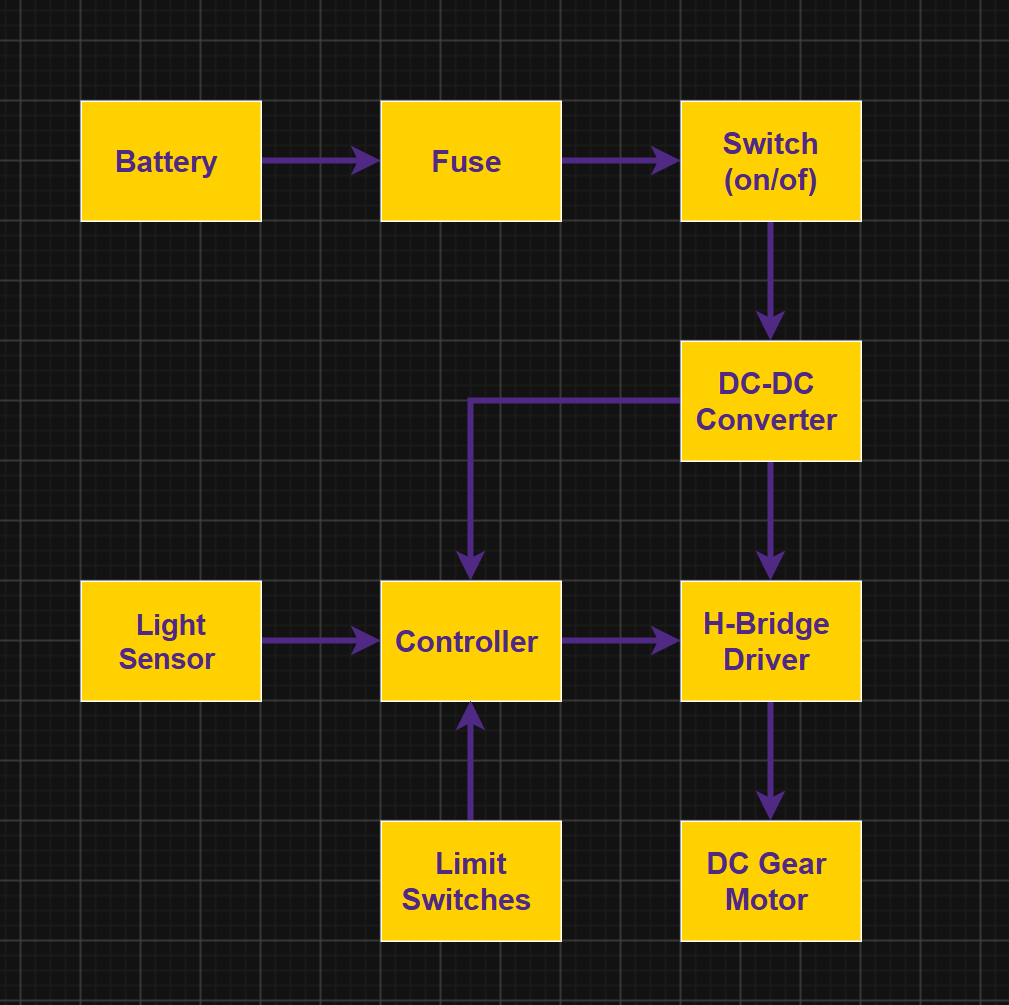 Battery
Fuse
Switch
(on/of)
DC-DC
Converter
Light
Sensor
Controller
H-Bridge
Driver
Limit
Switches
DC Gear
Motor